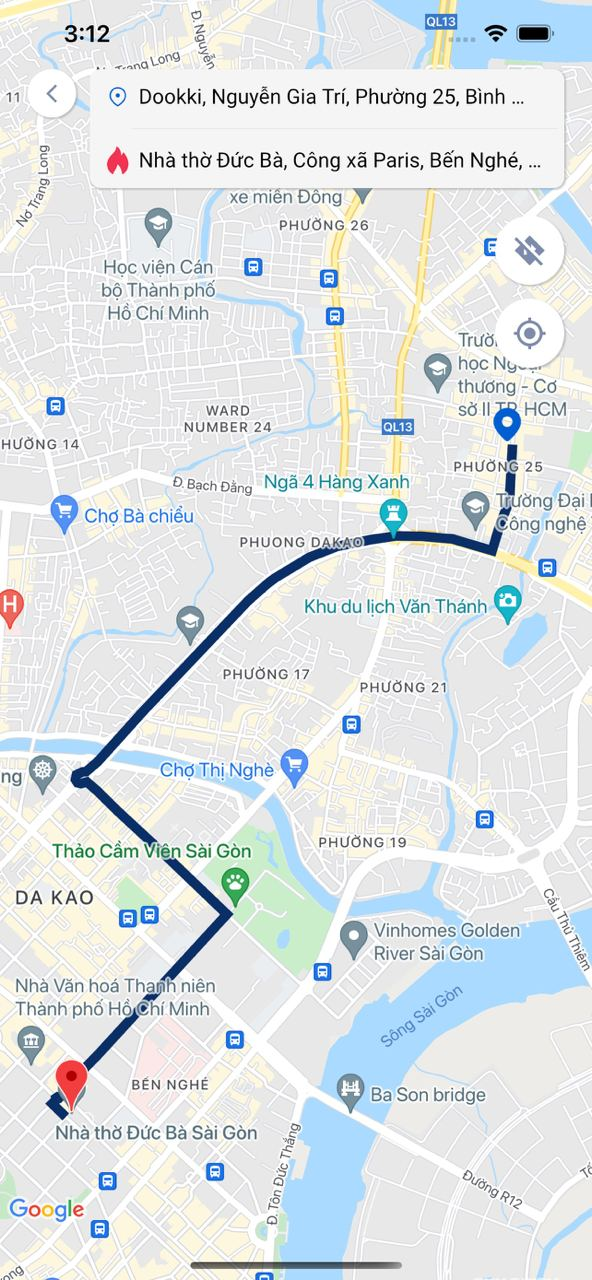 3:12
QL13
Nơ Trang Long
Đ. Nguyễn
11
Dookki, Nguyễn Gia Trí, Phường 25, Bình ...
Nhà thờ Đức Bà, Công xã Paris, Bến Nghé, ...
Nơ Trang Long
xe miền Đông
PHƯỜNG 26
Học viện Cán
bộ Thành phố
Hồ Chí Minh
Trườ
học Ngoại
thương - Cơ
sở II TP. HCM
WARD
NUMBER 24
QL13
HƯỜNG 14
PHƯỜNG 25
Đ. Bạch Đằng
Ngã 4 Hàng Xanh
Chợ Bà chiểu
Trường Đại
Công nghệ
PHUONG DAKAO
H
Khu du lịch Văn Thánh
PHƯỜNG 17
PHƯỜNG 21
ng
Chợ Thị Nghè
PHƯỜNG 19
Thảo Cầm Viên Sài Gòn
DA KAO
Cầu Thủ Thiêm
Vinhomes Golden
River Sài Gòn
Nhà Văn hoá Thanh niên
Thành phố Hồ Chí Minh
Sông Sài Gòn
BẾN NGHÉ
Ba Son bridge
Nhà thờ Đức Bà Sài Gòn
Đ. Tôn Đức Thắng
Đường R12
Google